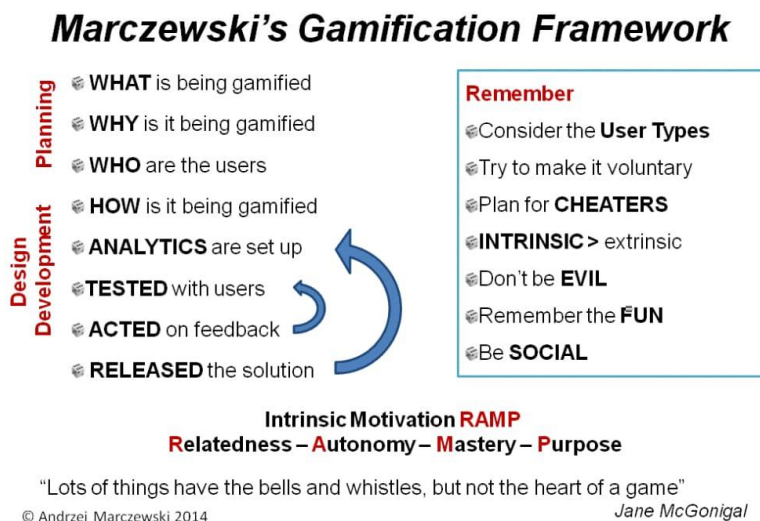 Marczewski's Gamification Framework
Planning
WHAT is being gamified
WHY is it being gamified
WHO are the users
Design
Development
HOW is it being gamified
ANALYTICS are set up
TESTED with users
ACTED on feedback
RELEASED the solution
Remember
Consider the User Types
Try to make it voluntary
Plan for CHEATERS
INTRINSIC > extrinsic
Don't be EVIL
Remember the FUN
Be SOCIAL
Intrinsic Motivation RAMP
Relatedness – Autonomy – Mastery – Purpose
“Lots of things have the bells and whistles, but not the heart of a game”
Jane McGonigal
© Andrzej Marczewski 2014